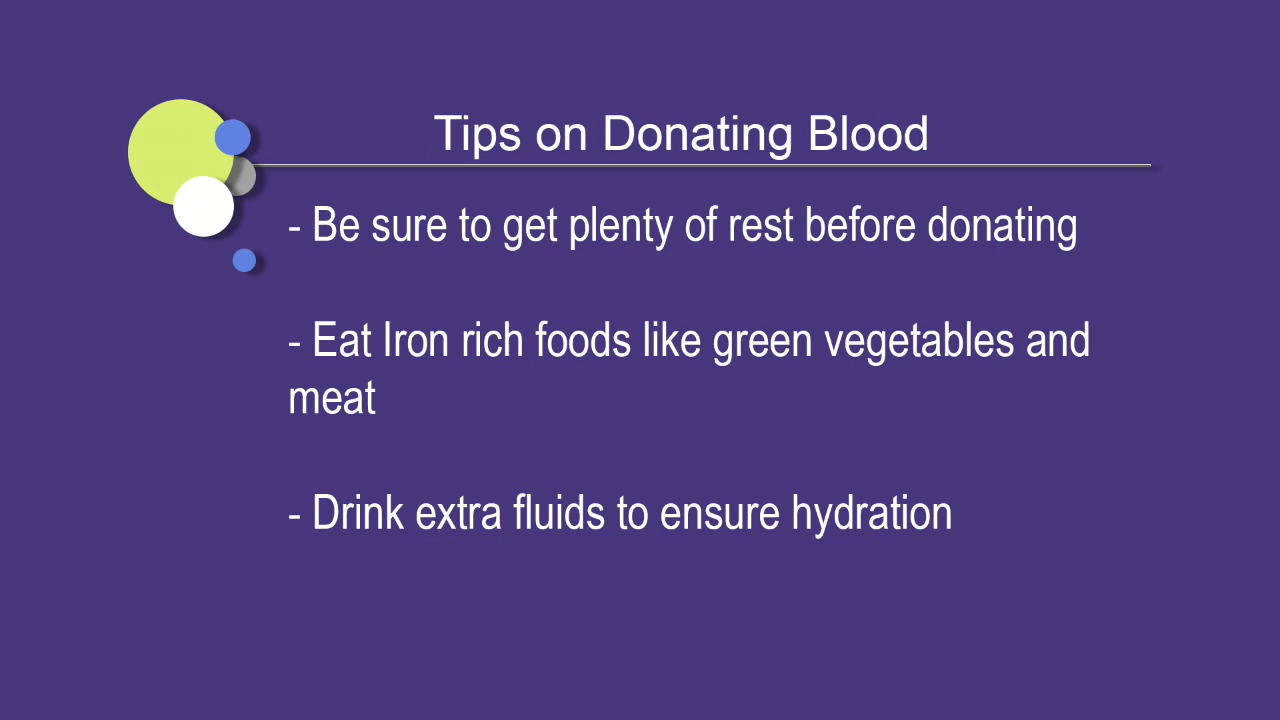 Tips on Donating Blood
- Be sure to get plenty of rest before donating
- Eat Iron rich foods like green vegetables and
meat
- Drink extra fluids to ensure hydration